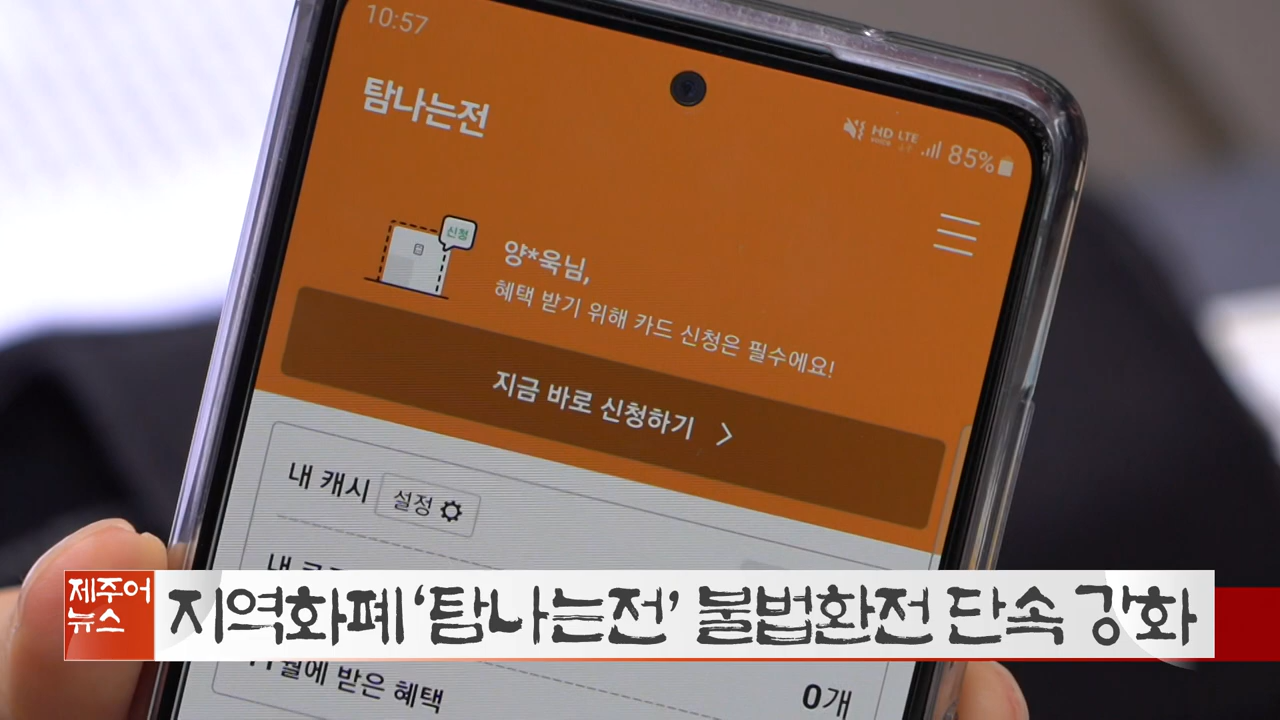 10:57
탐나는전
HD LTE 85%
신청
양*욱님,
혜택 받기 위해 카드 신청은 필수에요!
지금 바로 신청하기 >
내 캐시 설정
내
제주어
뉴스
지역화폐 ‘탐나는전’ 불법환전 단속 강화
11월에 받은 혜택 0개